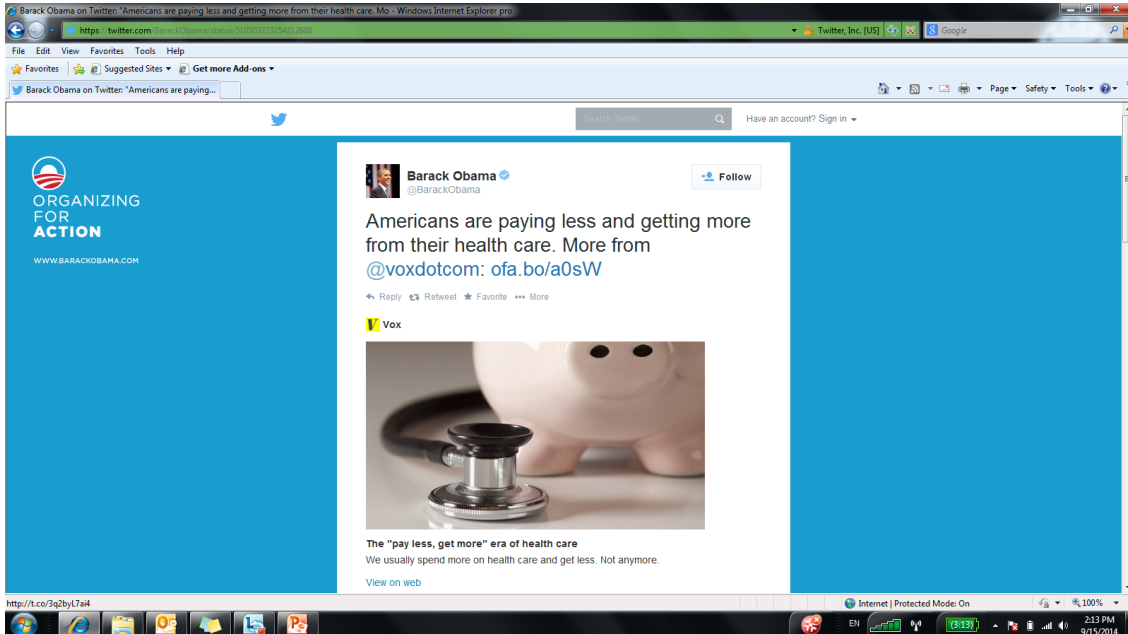 Barack Obama on Twitter: "Americans are paying less and getting more from their health care. Mo - Windows Internet Explorer pro
https://twitter.com/BarackObama/status/510503223254212608
Twitter, Inc. [US]
Google
File Edit View Favorites Tools Help
Favorites Suggested Sites Get more Add-ons
Barack Obama on Twitter: "Americans are paying...
Page Safety Tools
Search Twitter
Have an account? Sign in
ORGANIZING
FOR
ACTION
WWW.BARACKOBAMA.COM
Barack Obama
@BarackObama
Follow
Americans are paying less and getting more
from their health care. More from
@voxdotcom: ofa.bo/a0sW
Reply Retweet Favorite More
V Vox
The "pay less, get more" era of health care
We usually spend more on health care and get less. Not anymore.
View on web
http://t.co/3q2byL7ai4
Internet | Protected Mode: On
100%
EN
(3:13)
2:13 PM
9/15/2014